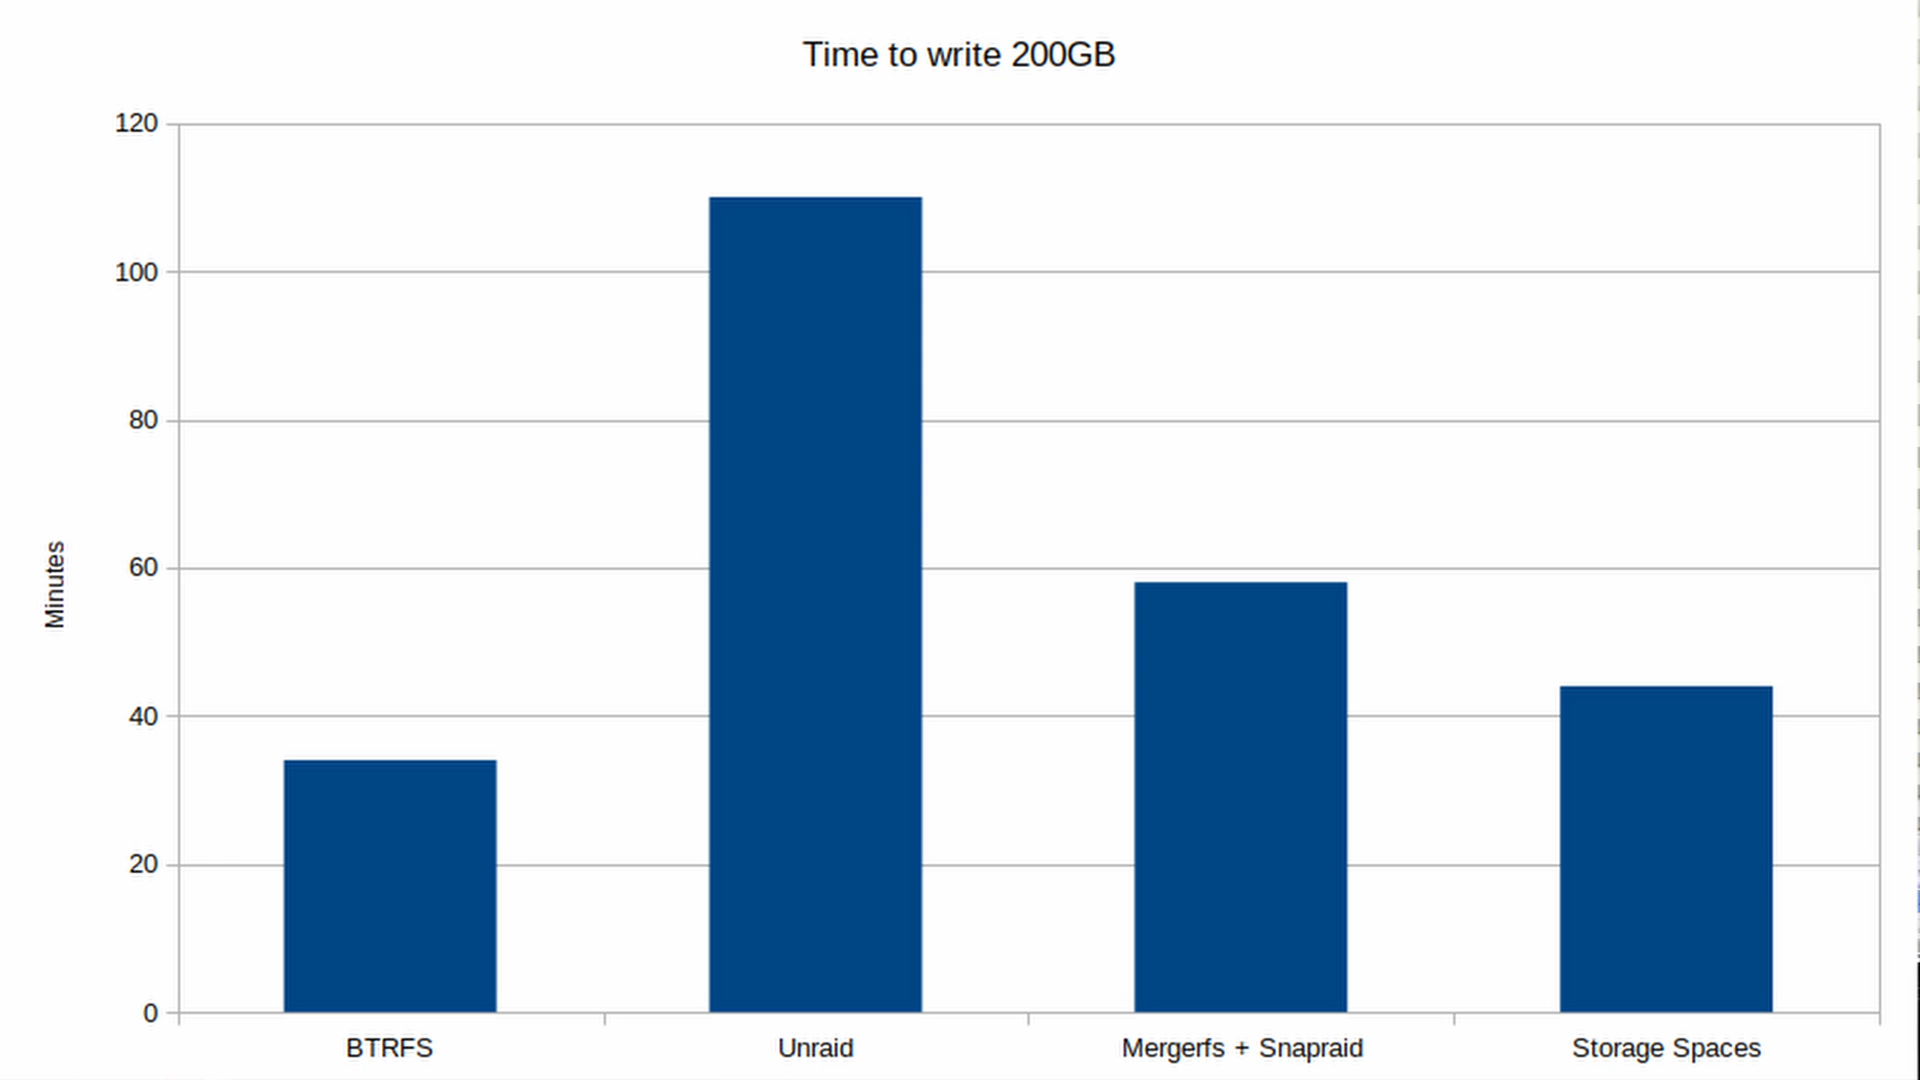 Time to write 200GB
120
100
80
60
40
20
0
Minutes
BTRFS
Unraid
Mergerfs + Snapraid
Storage Spaces